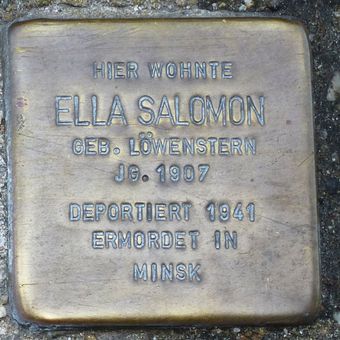 HIER WOHNTE
ELLA SALOMON
GEB. LÖWENSTERN
JG. 1907
DEPORTIERT 1941
ERMORDET IN
MINSK